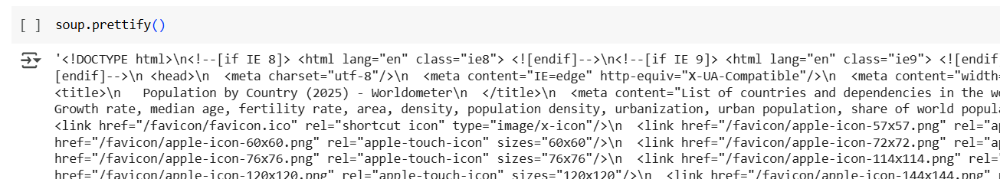 [ ] soup.prettify()
'<!DOCTYPE html>\n<!--[if IE 8]> <html lang="en" class="ie8"> <![endif]-->\n<!--[if IE 9]> <html lang="en" class="ie9"> <![endif
[endif]-->\n <head>\n  <meta charset="utf-8"/>\n  <meta content="IE=edge" http-equiv="X-UA-Compatible"/>\n  <meta content="width=
<title>\n   Population by Country (2025) - Worldometer\n  </title>\n  <meta content="List of countries and dependencies in the wo
Growth rate, median age, fertility rate, area, density, population density, urbanization, urban population, share of world popula
<link href="/favicon/favicon.ico" rel="shortcut icon" type="image/x-icon"/>\n  <link href="/favicon/apple-icon-57x57.png" rel="ap
href="/favicon/apple-icon-60x60.png" rel="apple-touch-icon" sizes="60x60"/>\n  <link href="/favicon/apple-icon-72x72.png" rel="ap
href="/favicon/apple-icon-76x76.png" rel="apple-touch-icon" sizes="76x76"/>\n  <link href="/favicon/apple-icon-114x114.png" rel="
href="/favicon/apple-icon-120x120.png" rel="apple-touch-icon" sizes="120x120"/>\n  <link href="/favicon/apple-icon-144x144.png" r